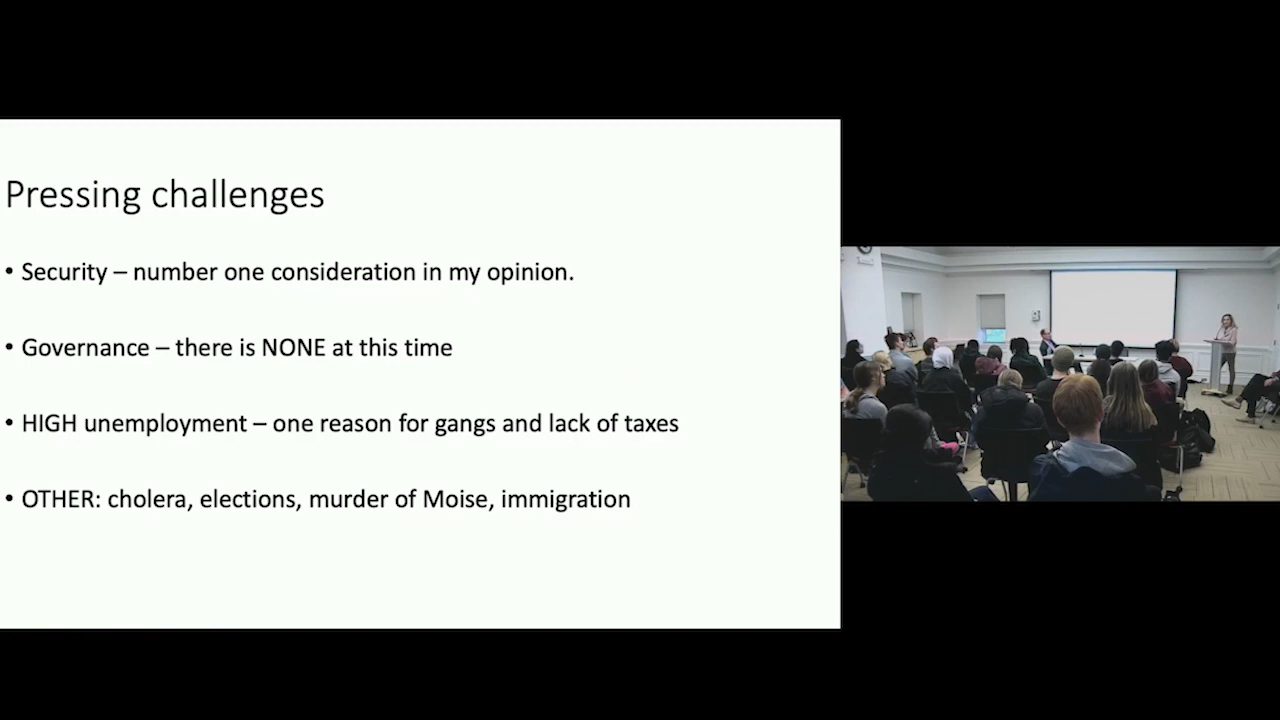 Pressing challenges
• Security – number one consideration in my opinion.
• Governance – there is NONE at this time
• HIGH unemployment – one reason for gangs and lack of taxes
• OTHER: cholera, elections, murder of Moise, immigration